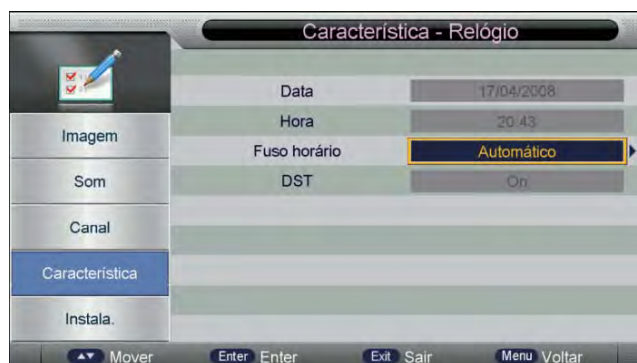 Característica - Relógio
Imagem
Som
Canal
Característica
Instala.
Data 17/04/2008
Hora 20:43
Fuso horário Automático
DST On
Mover Enter Enter Exit Sair Menu Voltar